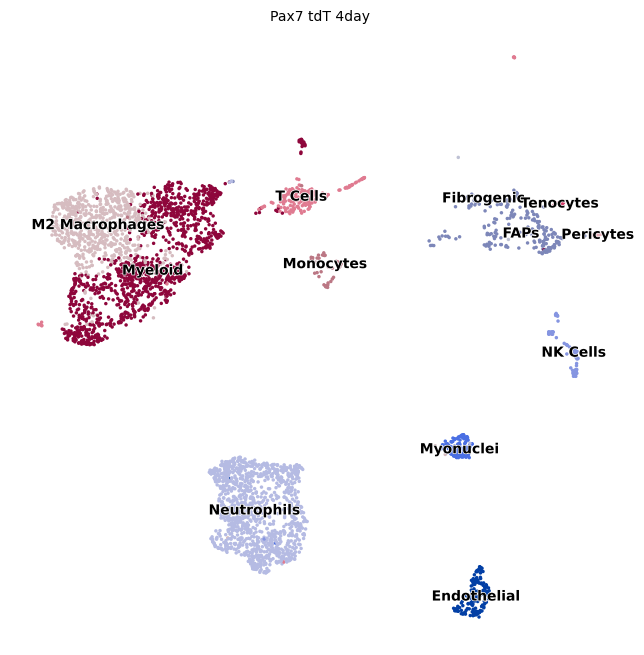 Pax7 tdT 4day
T Cells
Fibrogenic
Tenocytes
M2 Macrophages
FAPs
Pericytes
Monocytes
Myeloid
NK Cells
Myonuclei
Neutrophils
Endothelial